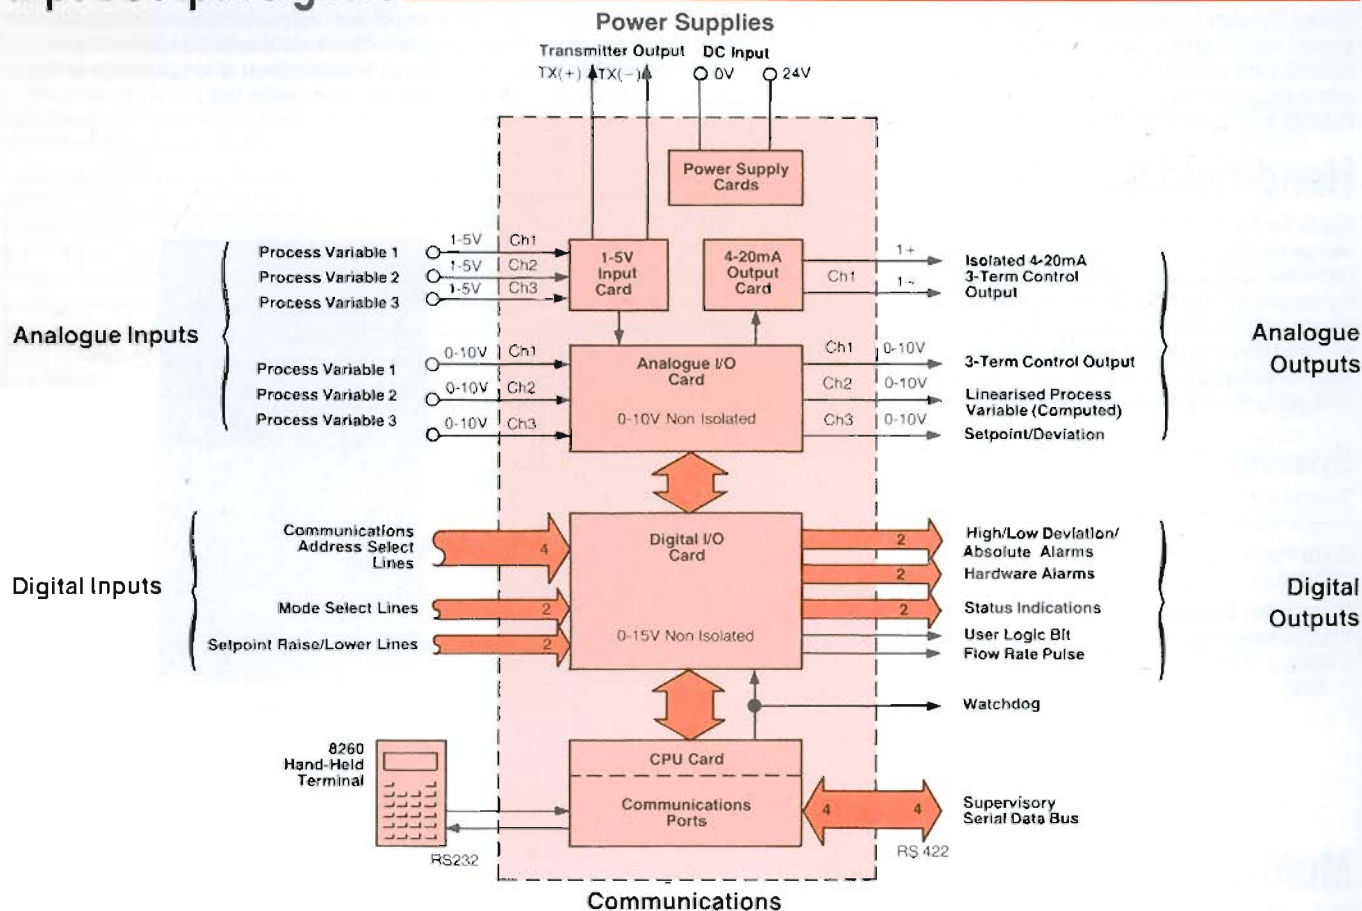 Power Supplies
Transmitter Output
DC Input
TX(+)
TX(−)
0V
24V
Power Supply
Cards
Analogue Inputs
Process Variable 1
1-5V
Ch1
Process Variable 2
1-5V
Ch2
Process Variable 3
1-5V
Ch3
1-5V
Input
Card
4-20mA
Output
Card
Ch1
1+
1-
Isolated 4-20mA
3-Term Control
Output
Analogue
Outputs
Process Variable 1
0-10V
Ch1
Process Variable 2
0-10V
Ch2
Process Variable 3
0-10V
Ch3
Analogue I/O
Card
0-10V Non Isolated
Ch1
0-10V
3-Term Control Output
Ch2
0-10V
Linearised Process
Variable (Computed)
Ch3
0-10V
Setpoint/Deviation
Digital Inputs
Communications
Address Select
Lines
4
Mode Select Lines
2
Setpoint Raise/Lower Lines
2
Digital I/O
Card
0-15V Non Isolated
2
High/Low Deviation/
Absolute Alarms
2
Hardware Alarms
2
Status Indications
User Logic Bit
Flow Rate Pulse
Digital
Outputs
Watchdog
8260
Hand-Held
Terminal
RS232
CPU Card
Communications
Ports
4
4
RS 422
Supervisory
Serial Data Bus
Communications